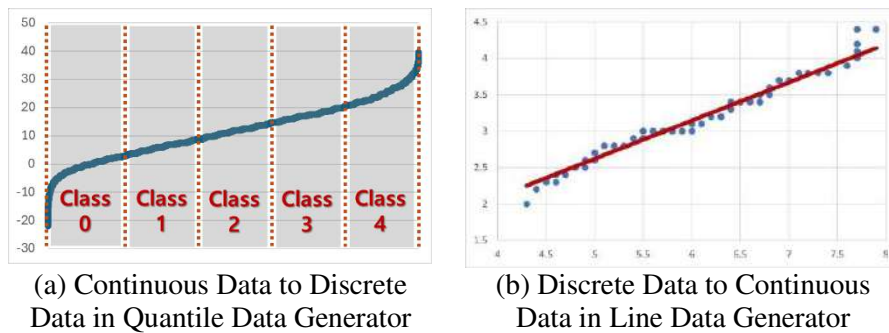 50
40
30
20
10
0
-10
-20
-30
Class 0
Class 1
Class 2
Class 3
Class 4
4.5
4
3.5
3
2.5
2
1.5
4
4.5
5
5.5
6
6.5
7
7.5
8
(a) Continuous Data to Discrete
Data in Quantile Data Generator
(b) Discrete Data to Continuous
Data in Line Data Generator